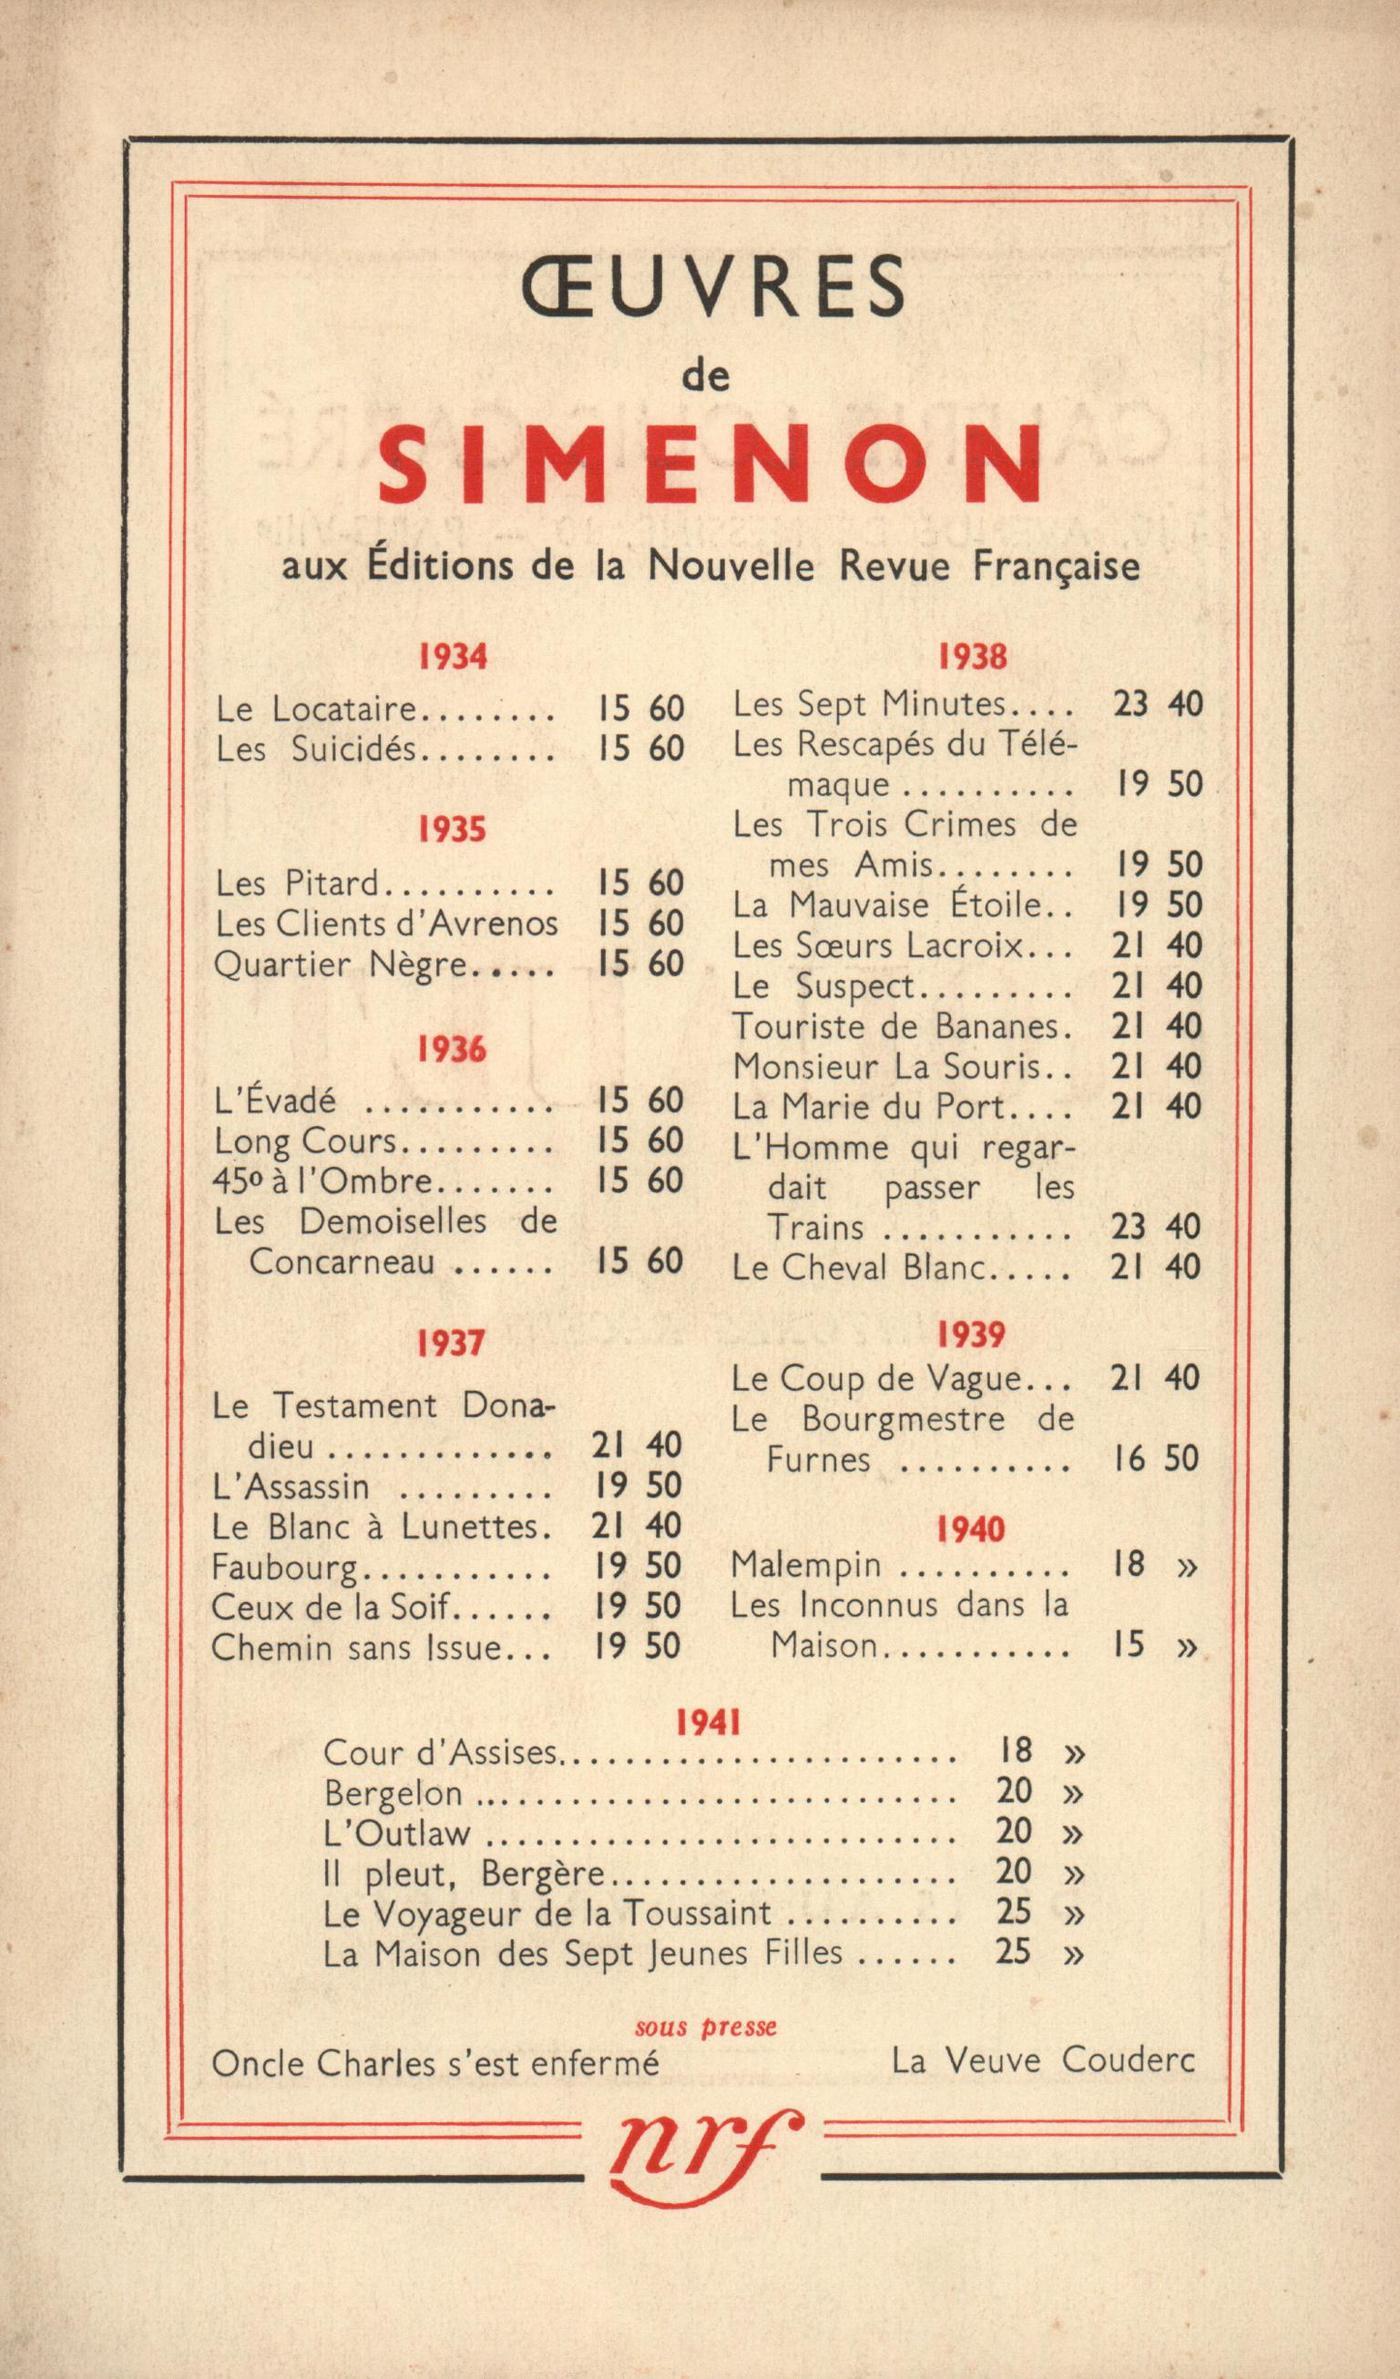 ŒUVRES
de
SIMENON
aux Éditions de la Nouvelle Revue Française
1934
Le Locataire........ 15 60
Les Suicidés........ 15 60
1935
Les Pitard.......... 15 60
Les Clients d'Avrenos 15 60
Quartier Nègre..... 15 60
1936
L'Évadé ........... 15 60
Long Cours......... 15 60
45º à l'Ombre....... 15 60
Les Demoiselles de
Concarneau ...... 15 60
1937
Le Testament Dona-
dieu ............. 21 40
L'Assassin ......... 19 50
Le Blanc à Lunettes. 21 40
Faubourg........... 19 50
Ceux de la Soif...... 19 50
Chemin sans Issue... 19 50
1938
Les Sept Minutes.... 23 40
Les Rescapés du Télé-
maque .......... 19 50
Les Trois Crimes de
mes Amis........ 19 50
La Mauvaise Étoile.. 19 50
Les Sœurs Lacroix... 21 40
Le Suspect......... 21 40
Touriste de Bananes. 21 40
Monsieur La Souris.. 21 40
La Marie du Port.... 21 40
L'Homme qui regar-
dait passer les
Trains ........... 23 40
Le Cheval Blanc..... 21 40
1939
Le Coup de Vague... 21 40
Le Bourgmestre de
Furnes .......... 16 50
1940
Malempin .......... 18 »
Les Inconnus dans la
Maison........... 15 »
1941
Cour d'Assises........................ 18 »
Bergelon ............................. 20 »
L'Outlaw ............................ 20 »
Il pleut, Bergère..................... 20 »
Le Voyageur de la Toussaint .......... 25 »
La Maison des Sept Jeunes Filles ...... 25 »
sous presse
Oncle Charles s'est enfermé La Veuve Couderc
nrf